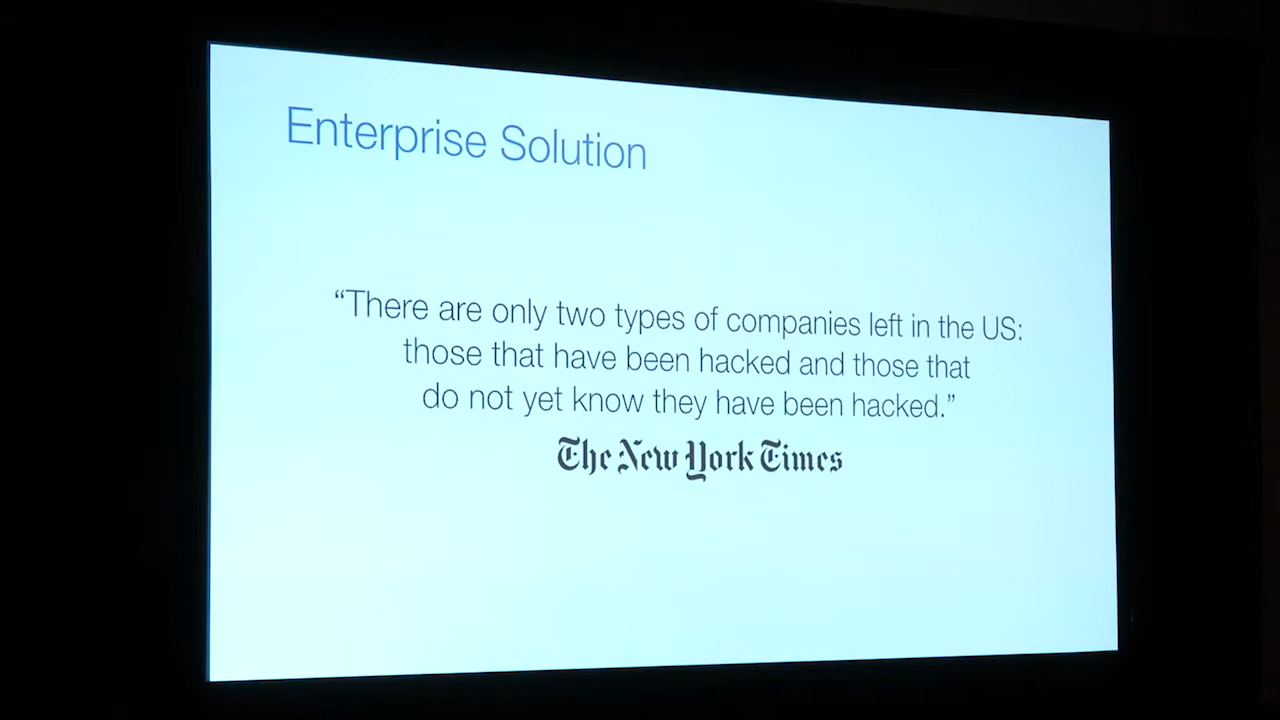 Enterprise Solution
“There are only two types of companies left in the US:
those that have been hacked and those that
do not yet know they have been hacked.”
The New York Times